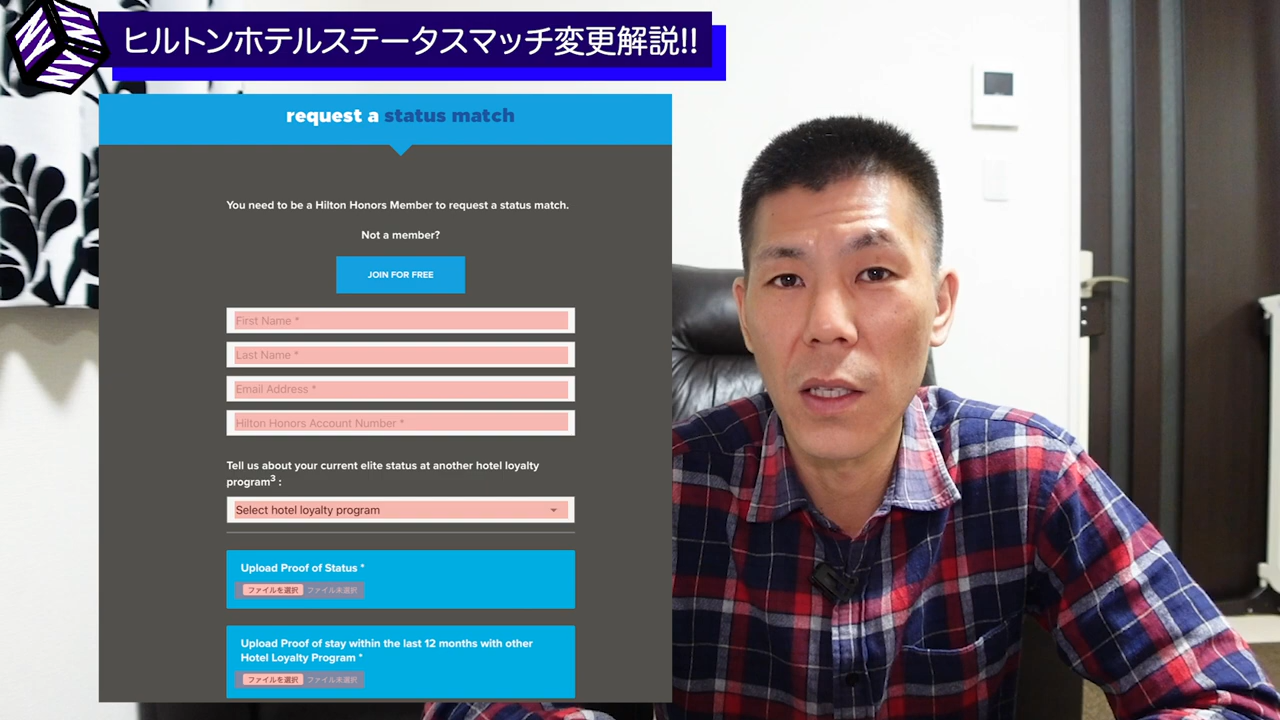 NY
NY
NY
ヒルトンホテルステータスマッチ変更解説!!
request a status match
You need to be a Hilton Honors Member to request a status match.
Not a member?
JOIN FOR FREE
First Name *
Last Name *
Email Address *
Hilton Honors Account Number *
Tell us about your current elite status at another hotel loyalty
program³ :
Select hotel loyalty program
Upload Proof of Status *
ファイルを選択 ファイル未選択
Upload Proof of stay within the last 12 months with other
Hotel Loyalty Program *
ファイルを選択 ファイル未選択